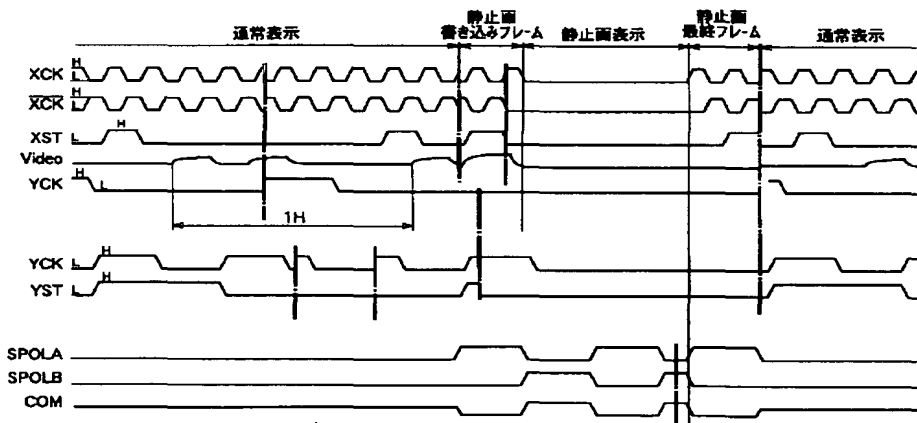 通常表示
静止画
書き込みフレーム
静止画表示
静止画
最終フレーム
通常表示
XCK H L
XCK H L
XST L H
Video
YCK H L
1H
YCK L H
YST L H
SPOLA
SPOLB
COM